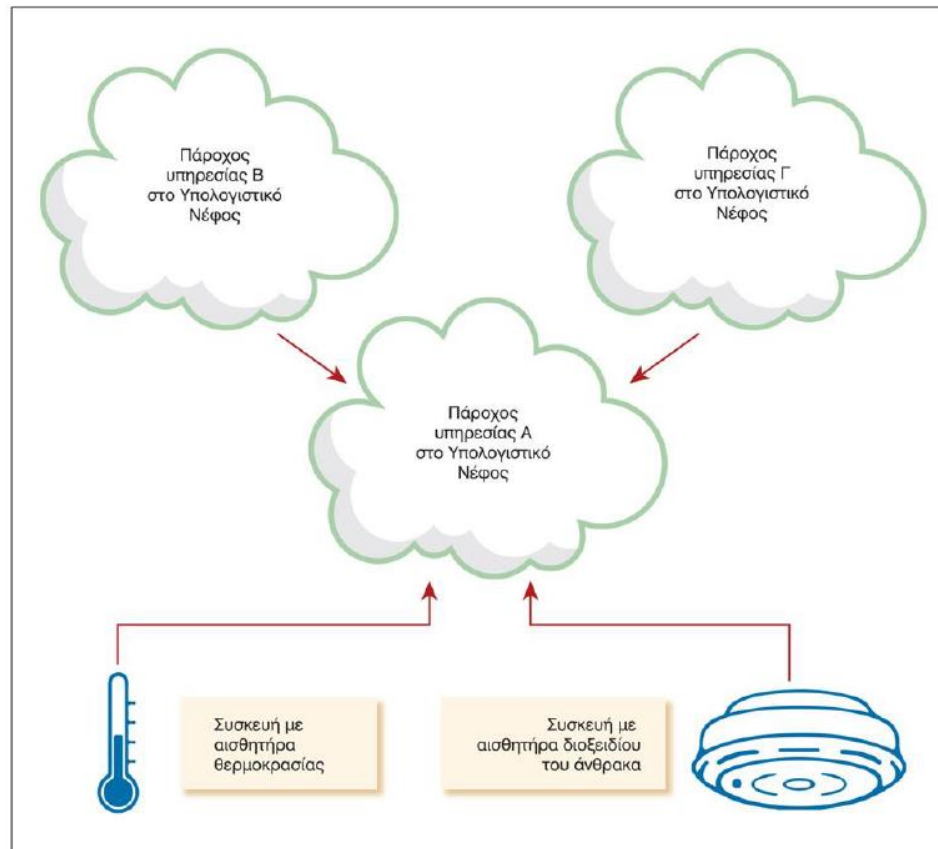 Πάροχος
υπηρεσίας Β
στο Υπολογιστικό
Νέφος
Πάροχος
υπηρεσίας Γ
στο Υπολογιστικό
Νέφος
Πάροχος
υπηρεσίας Α
στο Υπολογιστικό
Νέφος
Συσκευή με
αισθητήρα
θερμοκρασίας
Συσκευή με
αισθητήρα διοξειδίου
του άνθρακα